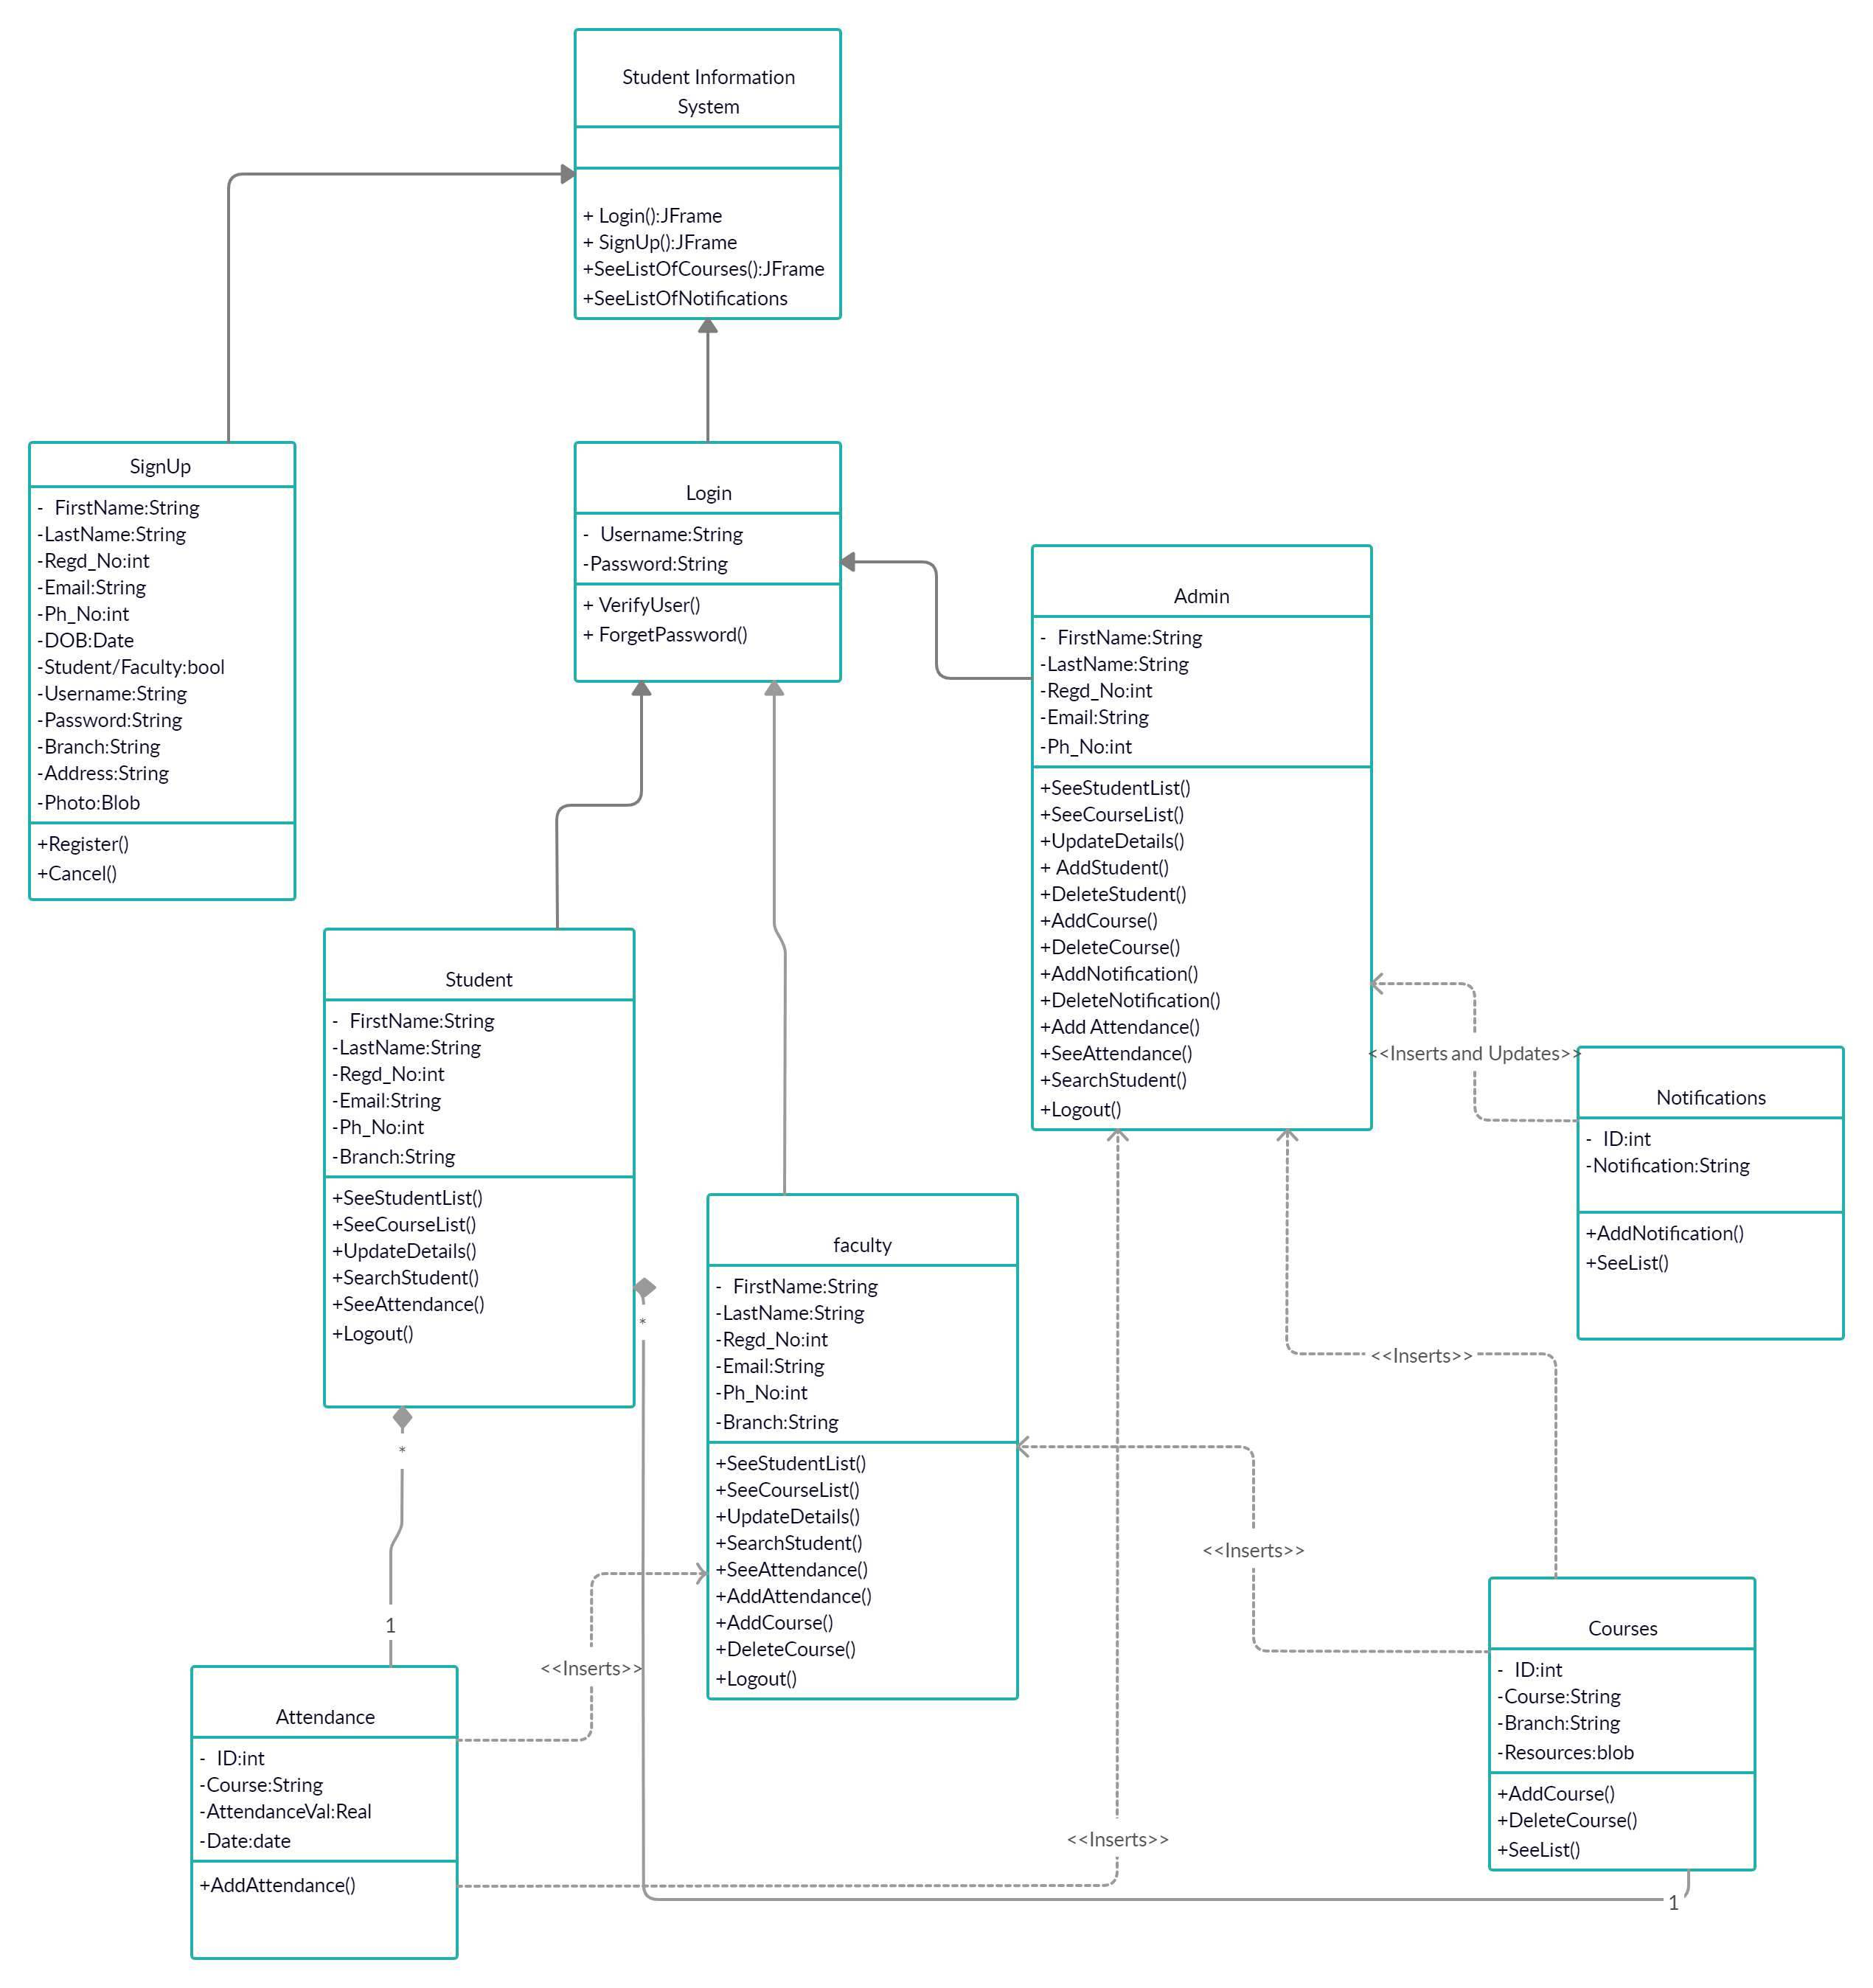 Student Information
System
+ Login():JFrame
+ SignUp():JFrame
+SeeListOfCourses():JFrame
+SeeListOfNotifications
SignUp
-  FirstName:String
-LastName:String
-Regd_No:int
-Email:String
-Ph_No:int
-DOB:Date
-Student/Faculty:bool
-Username:String
-Password:String
-Branch:String
-Address:String
-Photo:Blob
+Register()
+Cancel()
Login
-  Username:String
-Password:String
+ VerifyUser()
+ ForgetPassword()
Admin
-  FirstName:String
-LastName:String
-Regd_No:int
-Email:String
-Ph_No:int
+SeeStudentList()
+SeeCourseList()
+UpdateDetails()
+ AddStudent()
+DeleteStudent()
+AddCourse()
+DeleteCourse()
+AddNotification()
+DeleteNotification()
+Add Attendance()
+SeeAttendance()
+SearchStudent()
+Logout()
<<Inserts and Updates>>
Notifications
-  ID:int
-Notification:String
+AddNotification()
+SeeList()
Student
-  FirstName:String
-LastName:String
-Regd_No:int
-Email:String
-Ph_No:int
-Branch:String
+SeeStudentList()
+SeeCourseList()
+UpdateDetails()
+SearchStudent()
+SeeAttendance()
+Logout()
*
*
faculty
-  FirstName:String
-LastName:String
-Regd_No:int
-Email:String
-Ph_No:int
-Branch:String
+SeeStudentList()
+SeeCourseList()
+UpdateDetails()
+SearchStudent()
+SeeAttendance()
+AddAttendance()
+AddCourse()
+DeleteCourse()
+Logout()
<<Inserts>>
<<Inserts>>
1
<<Inserts>>
Attendance
-  ID:int
-Course:String
-AttendanceVal:Real
-Date:date
+AddAttendance()
<<Inserts>>
Courses
-  ID:int
-Course:String
-Branch:String
-Resources:blob
+AddCourse()
+DeleteCourse()
+SeeList()
1